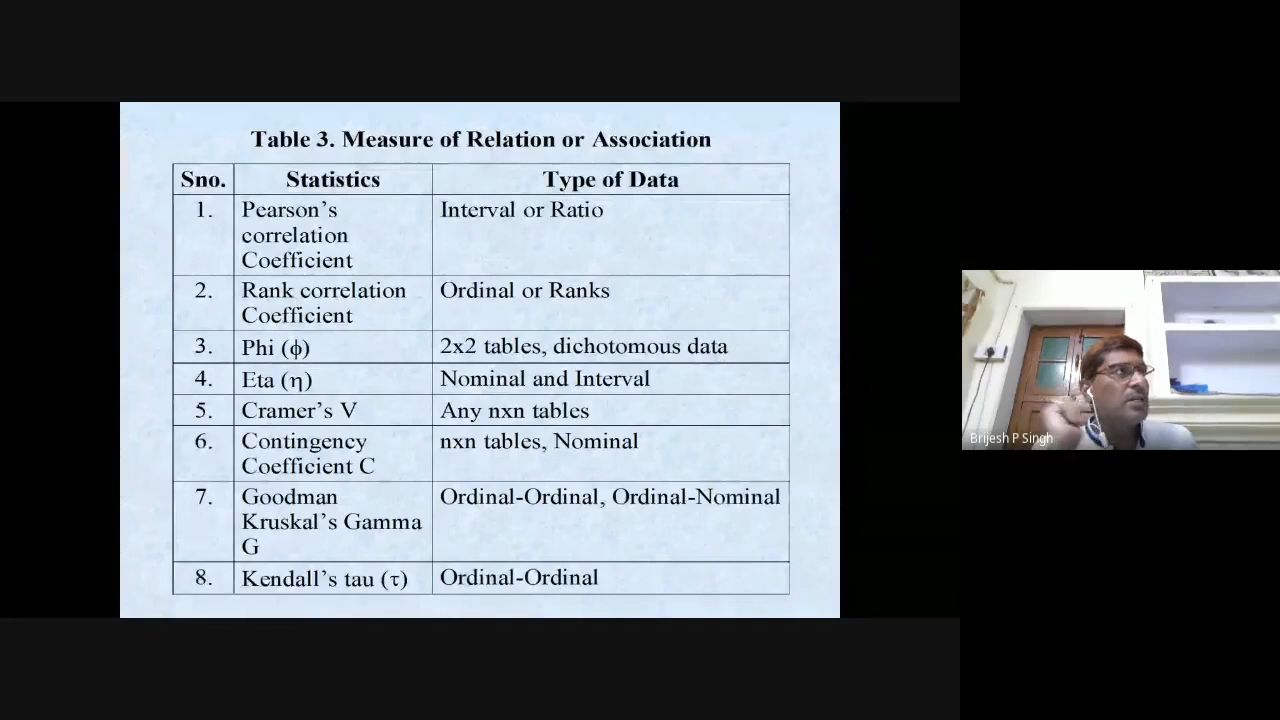 Table 3. Measure of Relation or Association
Sno. Statistics Type of Data
1. Pearson's Interval or Ratio
correlation
Coefficient
2. Rank correlation Ordinal or Ranks
Coefficient
3. Phi (ϕ) 2x2 tables, dichotomous data
4. Eta (η) Nominal and Interval
5. Cramer's V Any nxn tables
6. Contingency nxn tables, Nominal
Coefficient C
7. Goodman Ordinal-Ordinal, Ordinal-Nominal
Kruskal's Gamma
G
8. Kendall's tau (τ) Ordinal-Ordinal
Brijesh P Singh